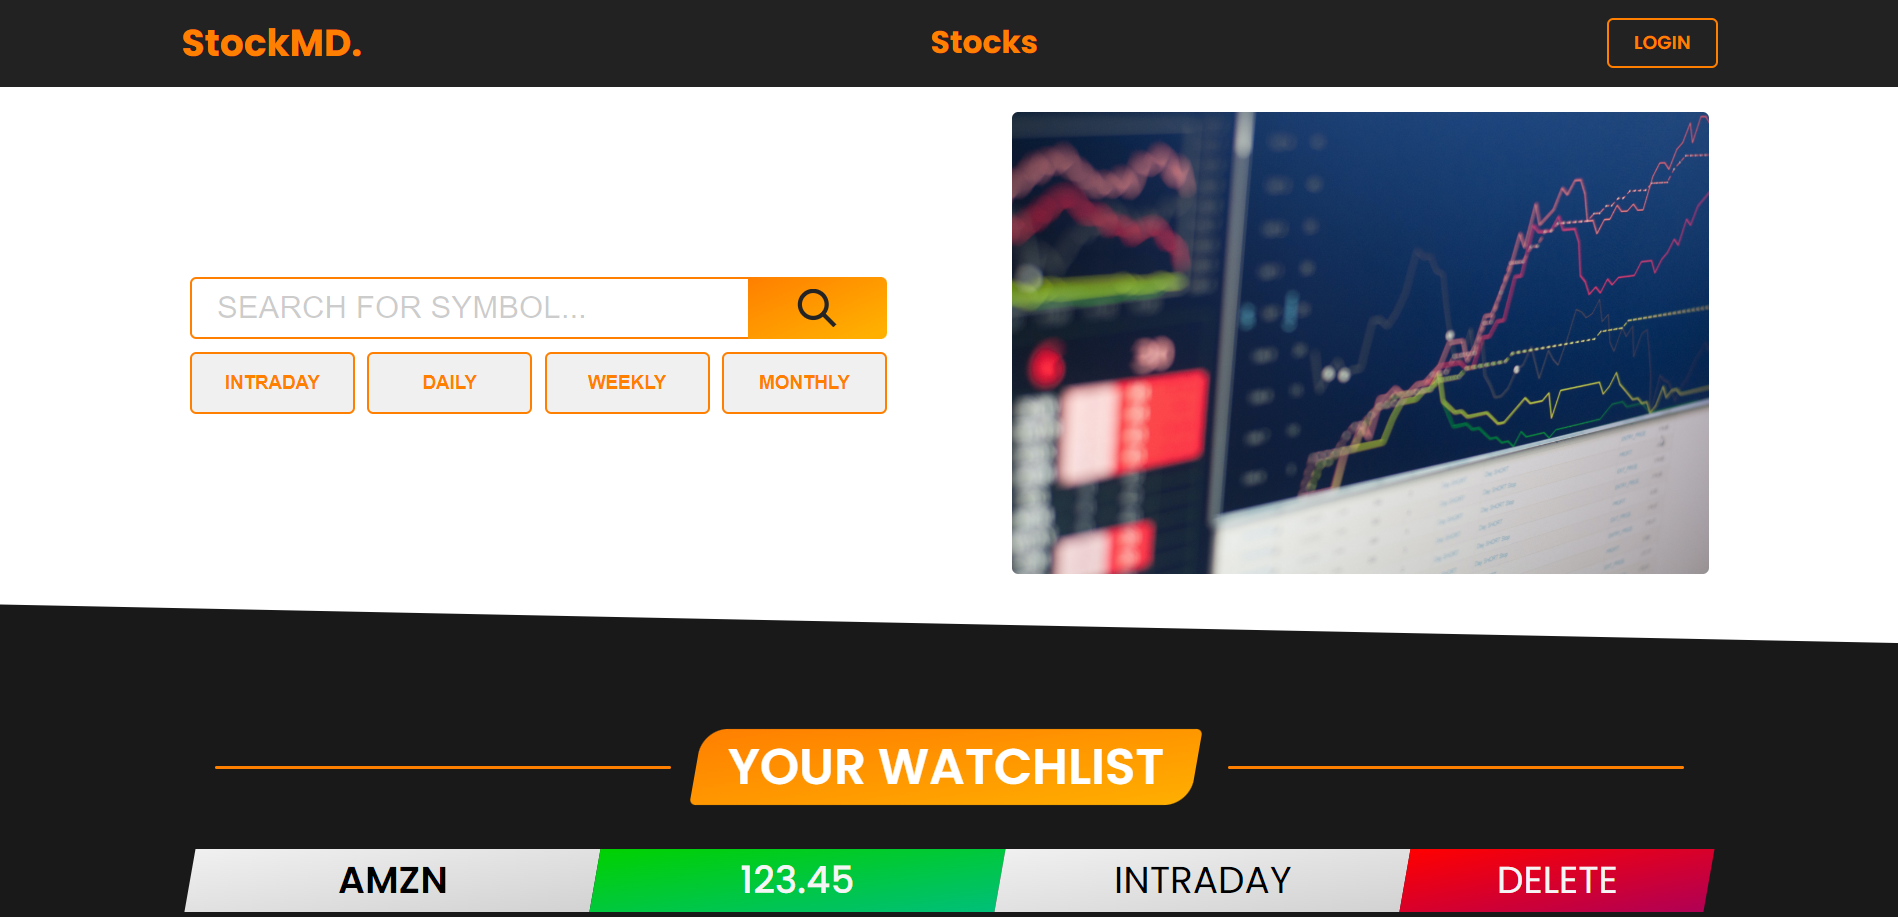 StockMD.
Stocks
LOGIN
SEARCH FOR SYMBOL...
INTRADAY
DAILY
WEEKLY
MONTHLY
YOUR WATCHLIST
AMZN
123.45
INTRADAY
DELETE